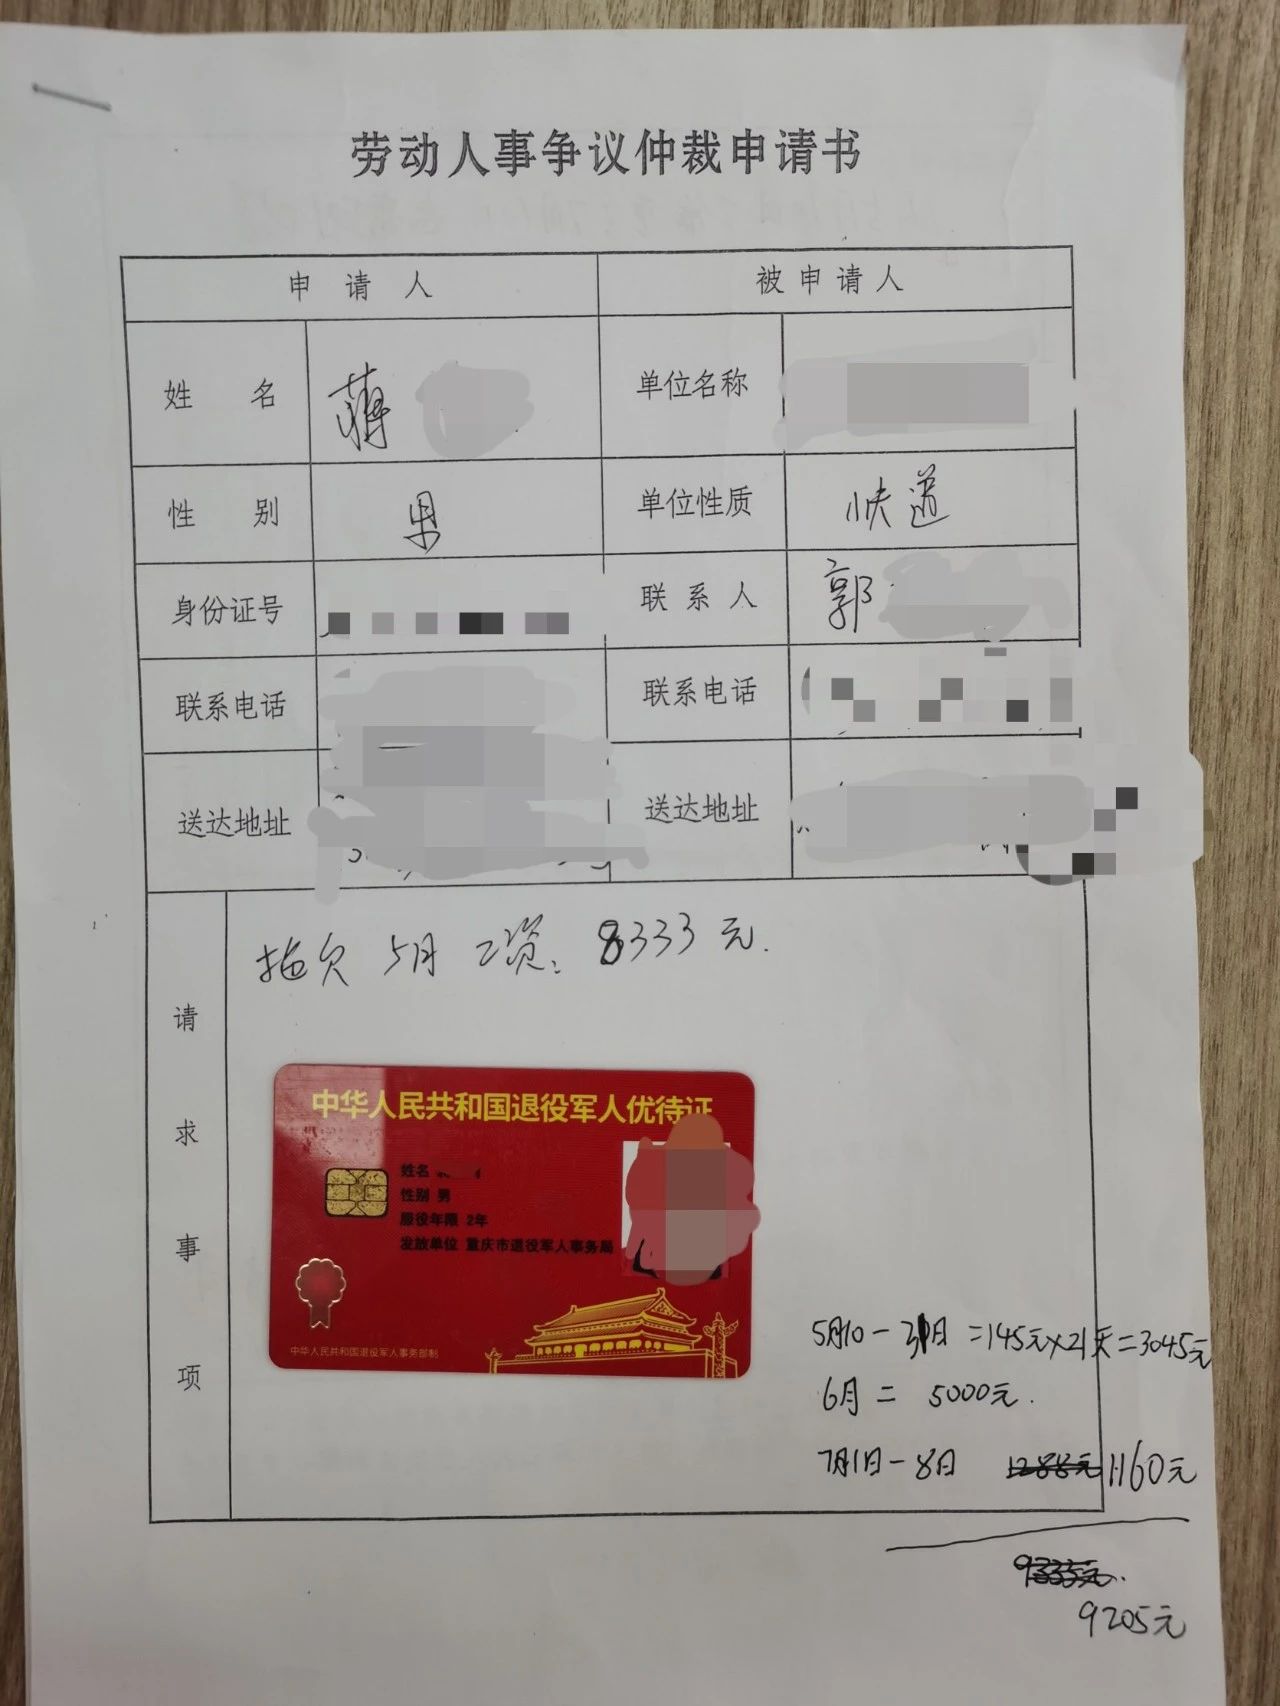 劳动人事争议仲裁申请书
申请人 被申请人
姓名 蒋 单位名称
性别 男 单位性质 快递
身份证号 联系人 郭
联系电话 联系电话
送达地址 送达地址
请求事项
拖欠5月工资: 8333元.
中华人民共和国退役军人优待证
姓名
性别 男
服役年限 2年
发放单位 重庆市退役军人事务局
中华人民共和国退役军人事务部制
5月10-31日=145元×21天=3045元
6月= 5000元.
7月1日-8日 1160元
9205元